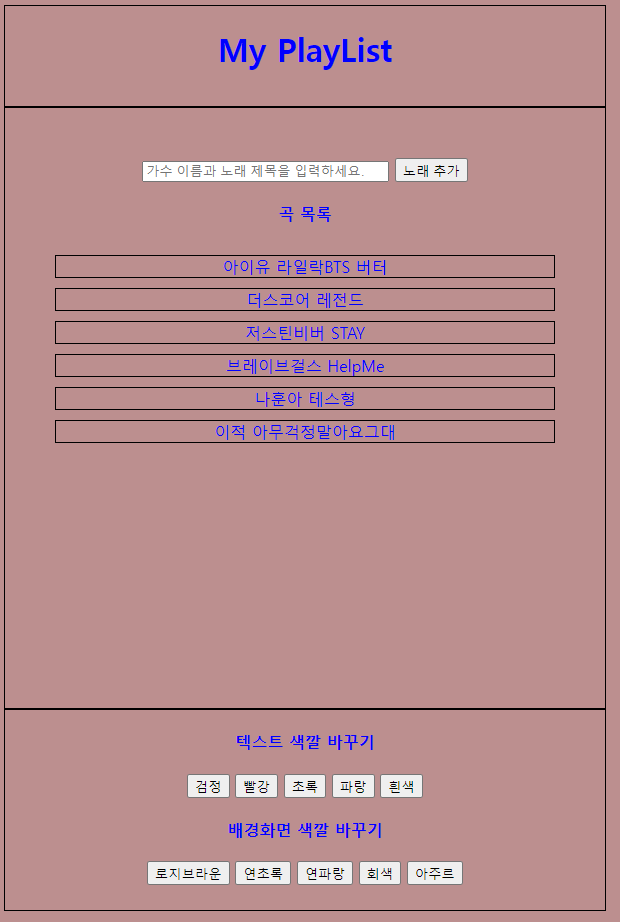 My PlayList
가수 이름과 노래 제목을 입력하세요. 노래 추가
곡 목록
아이유 라일락BTS 버터
더스코어 레전드
저스틴비버 STAY
브레이브걸스 HelpMe
나훈아 테스형
이적 아무걱정말아요그대
텍스트 색깔 바꾸기
검정 빨강 초록 파랑 흰색
배경화면 색깔 바꾸기
로지브라운 연초록 연파랑 회색 아주르